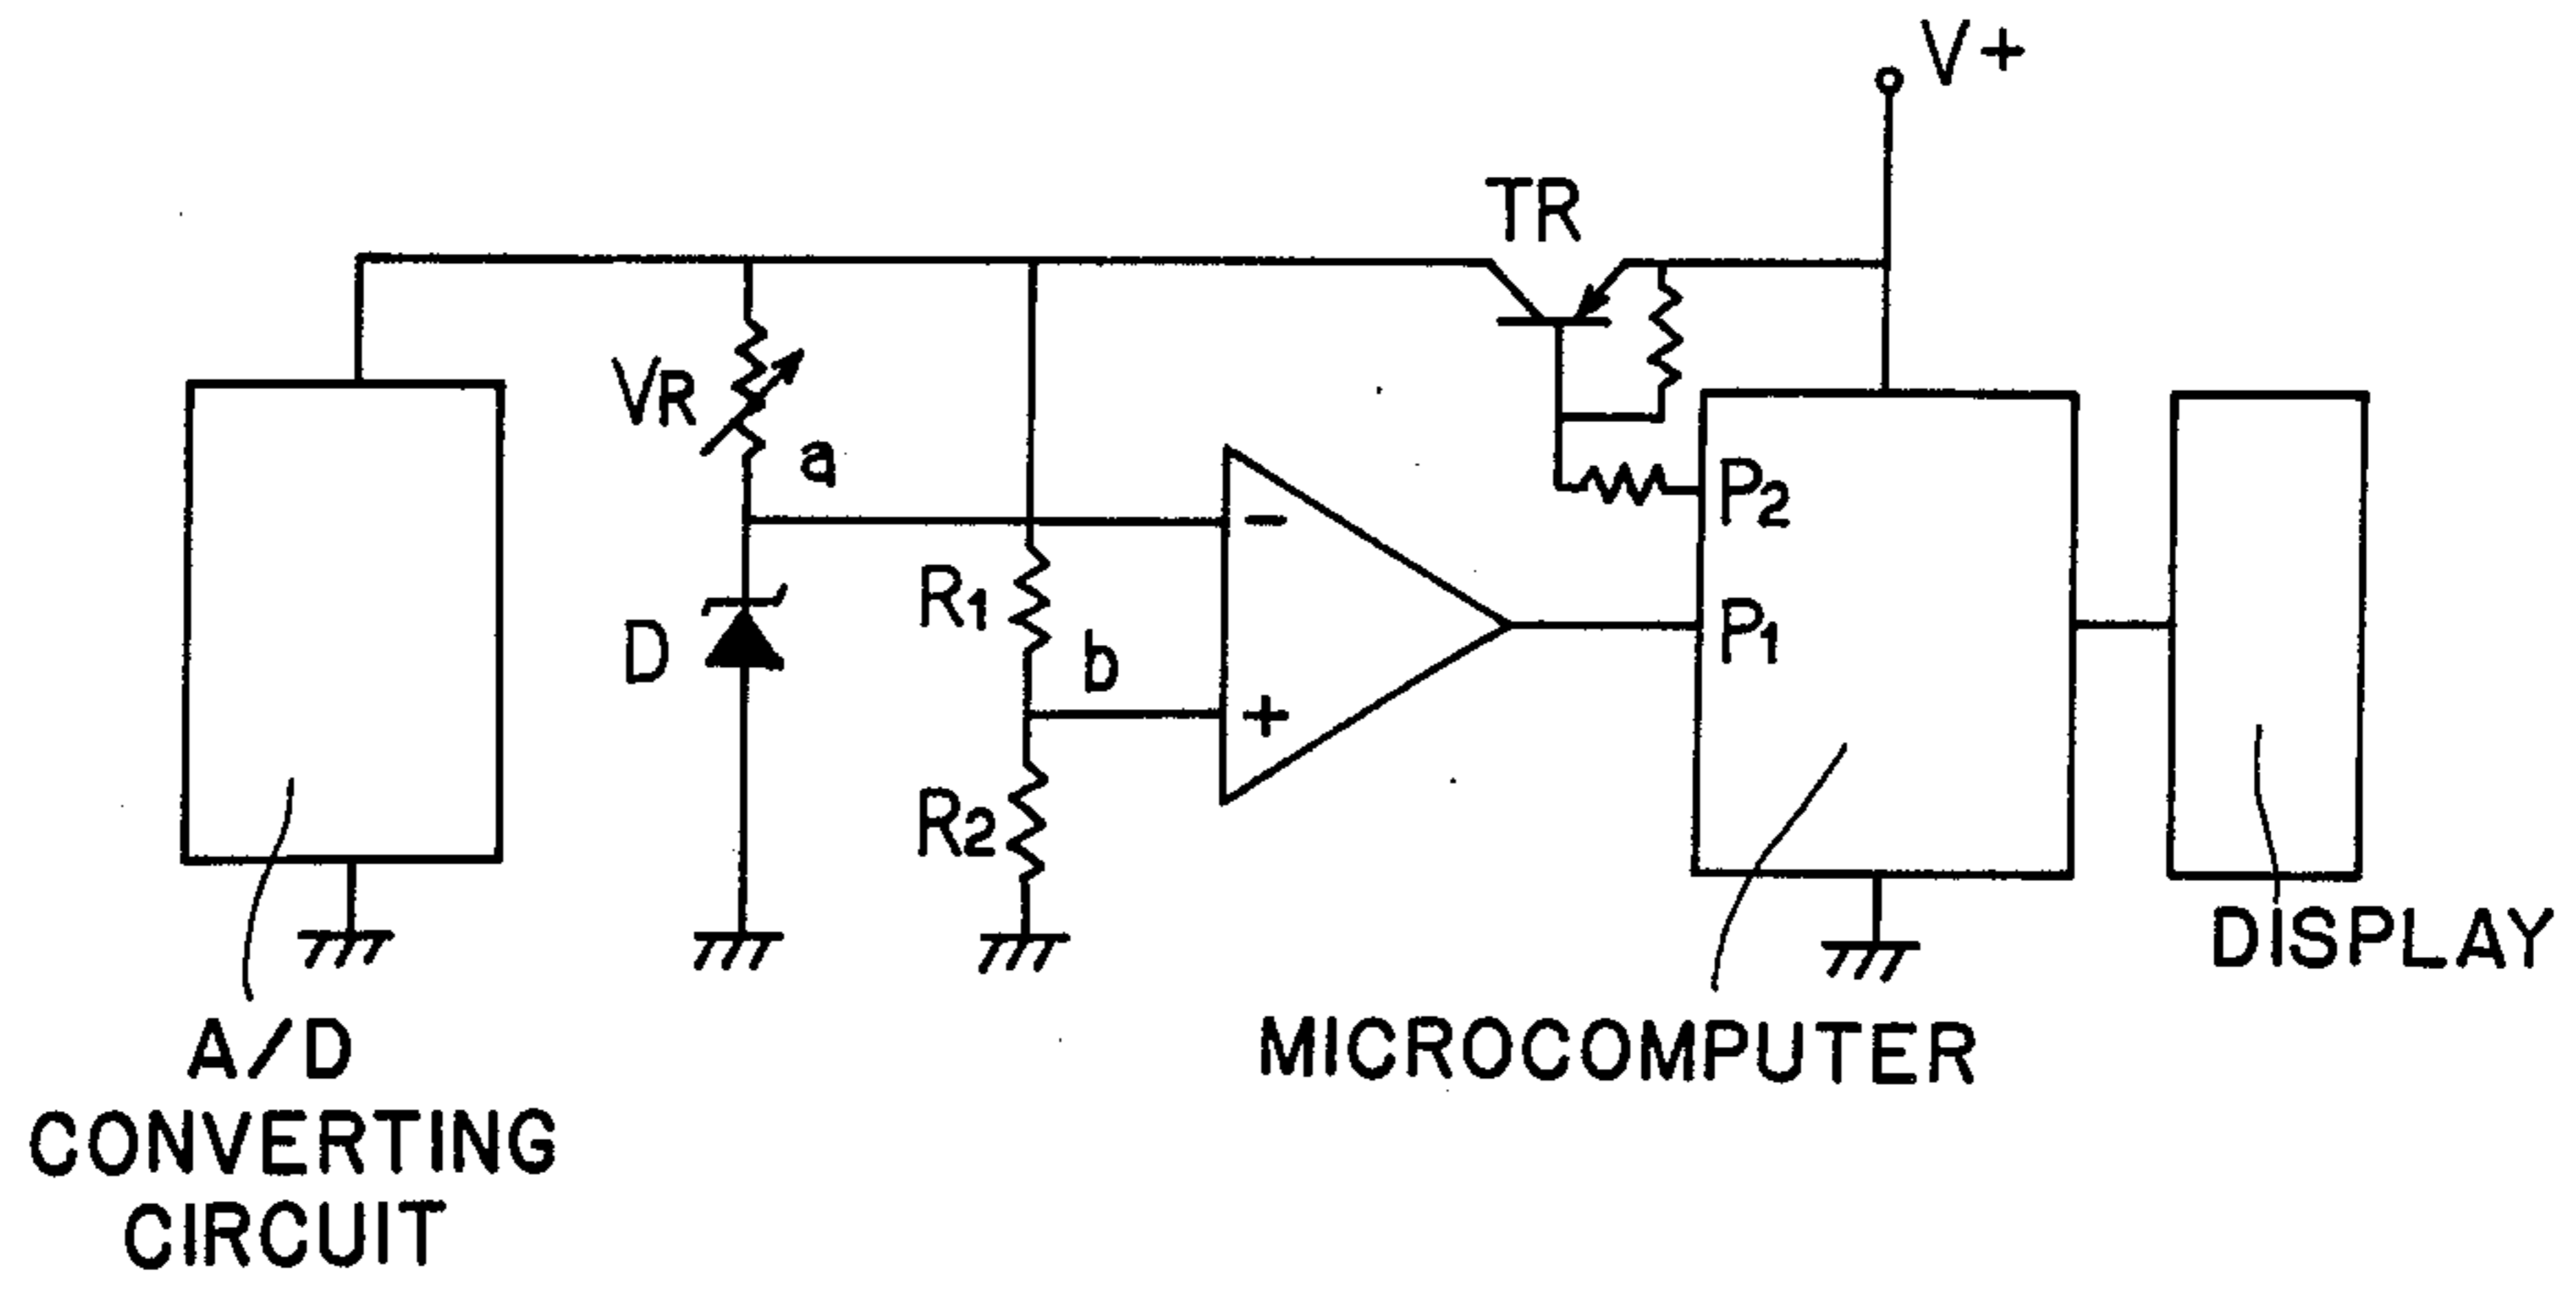 V+
TR
VR
a
P2
R1
D
b
P1
R2
-
+
DISPLAY
MICROCOMPUTER
A/D
CONVERTING
CIRCUIT